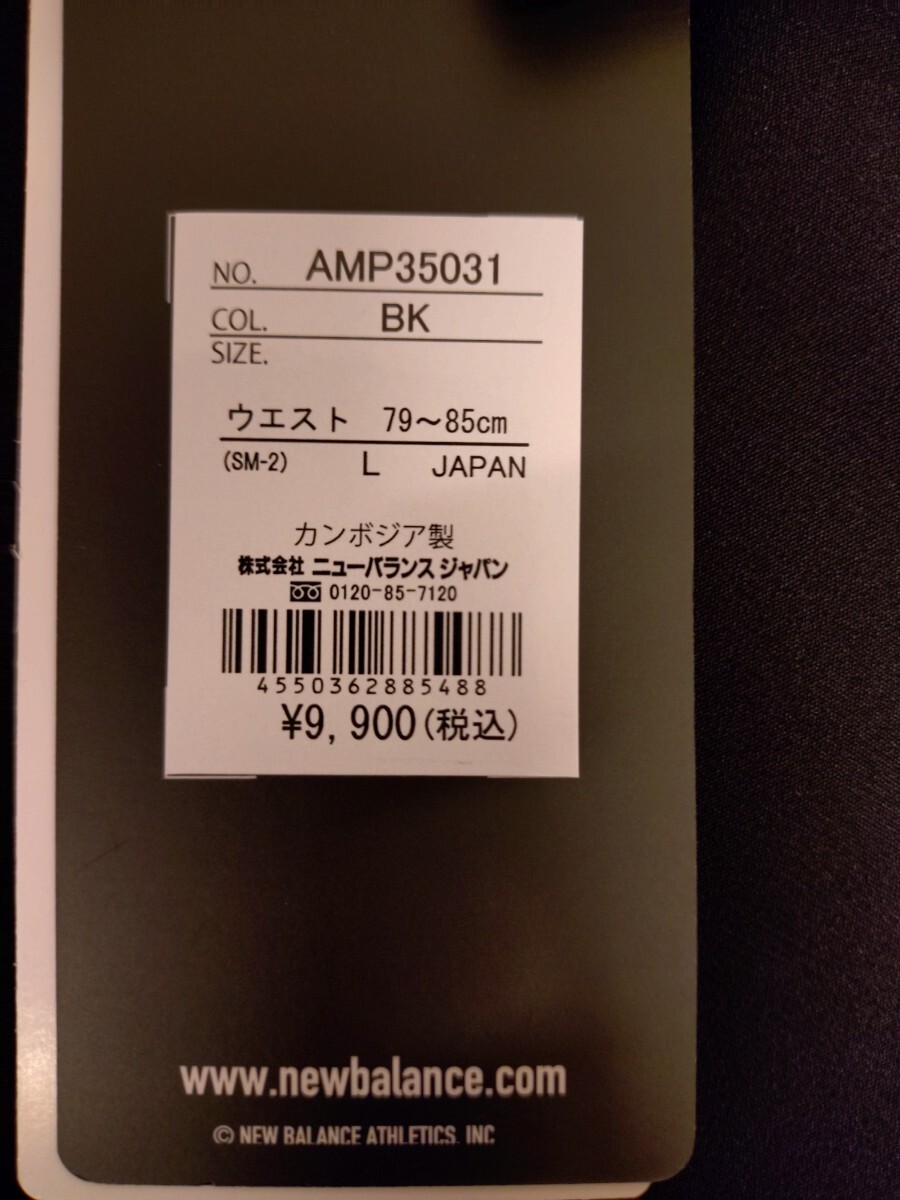 NO. AMP35031
COL. BK
SIZE.
ウエスト 79～85cm
(SM-2) L JAPAN
カンボジア製
株式会社 ニューバランス ジャパン
0120-85-7120
4550362885488
¥9,900(税込)
www.newbalance.com
© NEW BALANCE ATHLETICS. INC